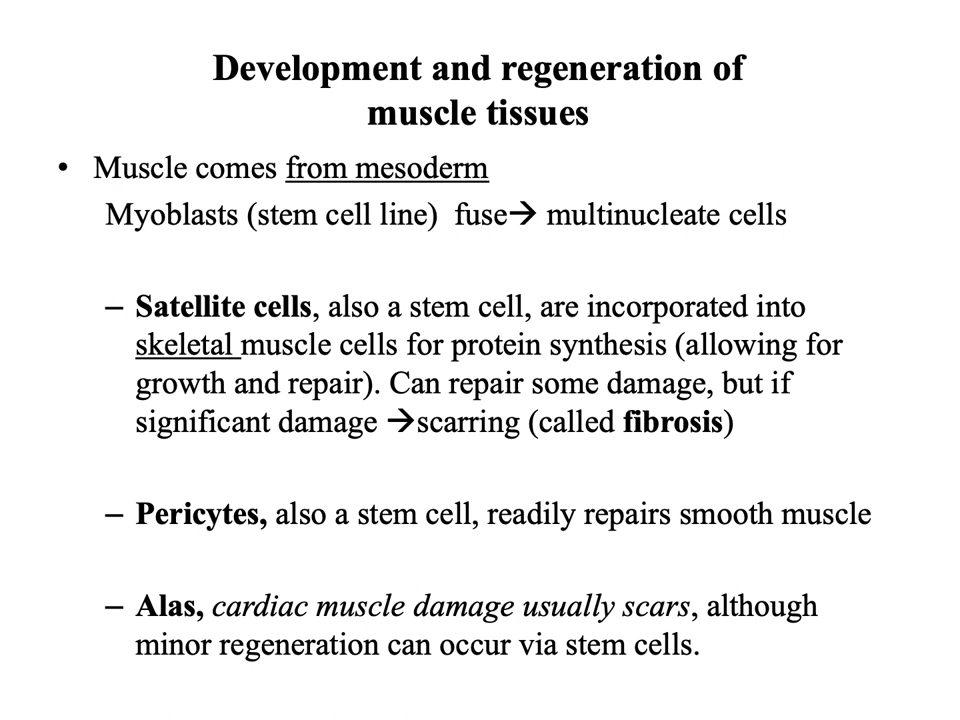 Development and regeneration of
muscle tissues
• Muscle comes from mesoderm
Myoblasts (stem cell line)  fuse→ multinucleate cells
– Satellite cells, also a stem cell, are incorporated into
skeletal muscle cells for protein synthesis (allowing for
growth and repair). Can repair some damage, but if
significant damage →scarring (called fibrosis)
– Pericytes, also a stem cell, readily repairs smooth muscle
– Alas, cardiac muscle damage usually scars, although
minor regeneration can occur via stem cells.